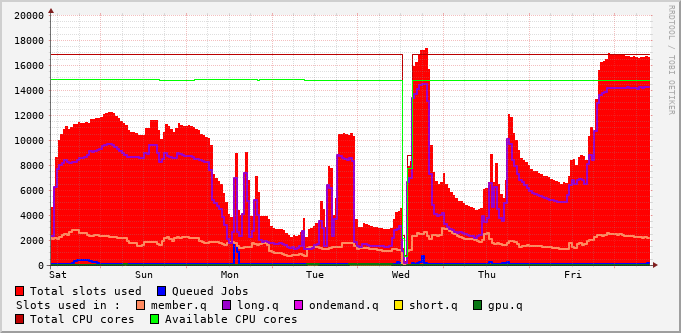 RRDTOOL / TOBI OETIKER
20000
18000
16000
14000
12000
10000
8000
6000
4000
2000
0
Sat Sun Mon Tue Wed Thu Fri
Total slots used Queued Jobs
Slots used in : member.q long.q ondemand.q short.q gpu.q
Total CPU cores Available CPU cores